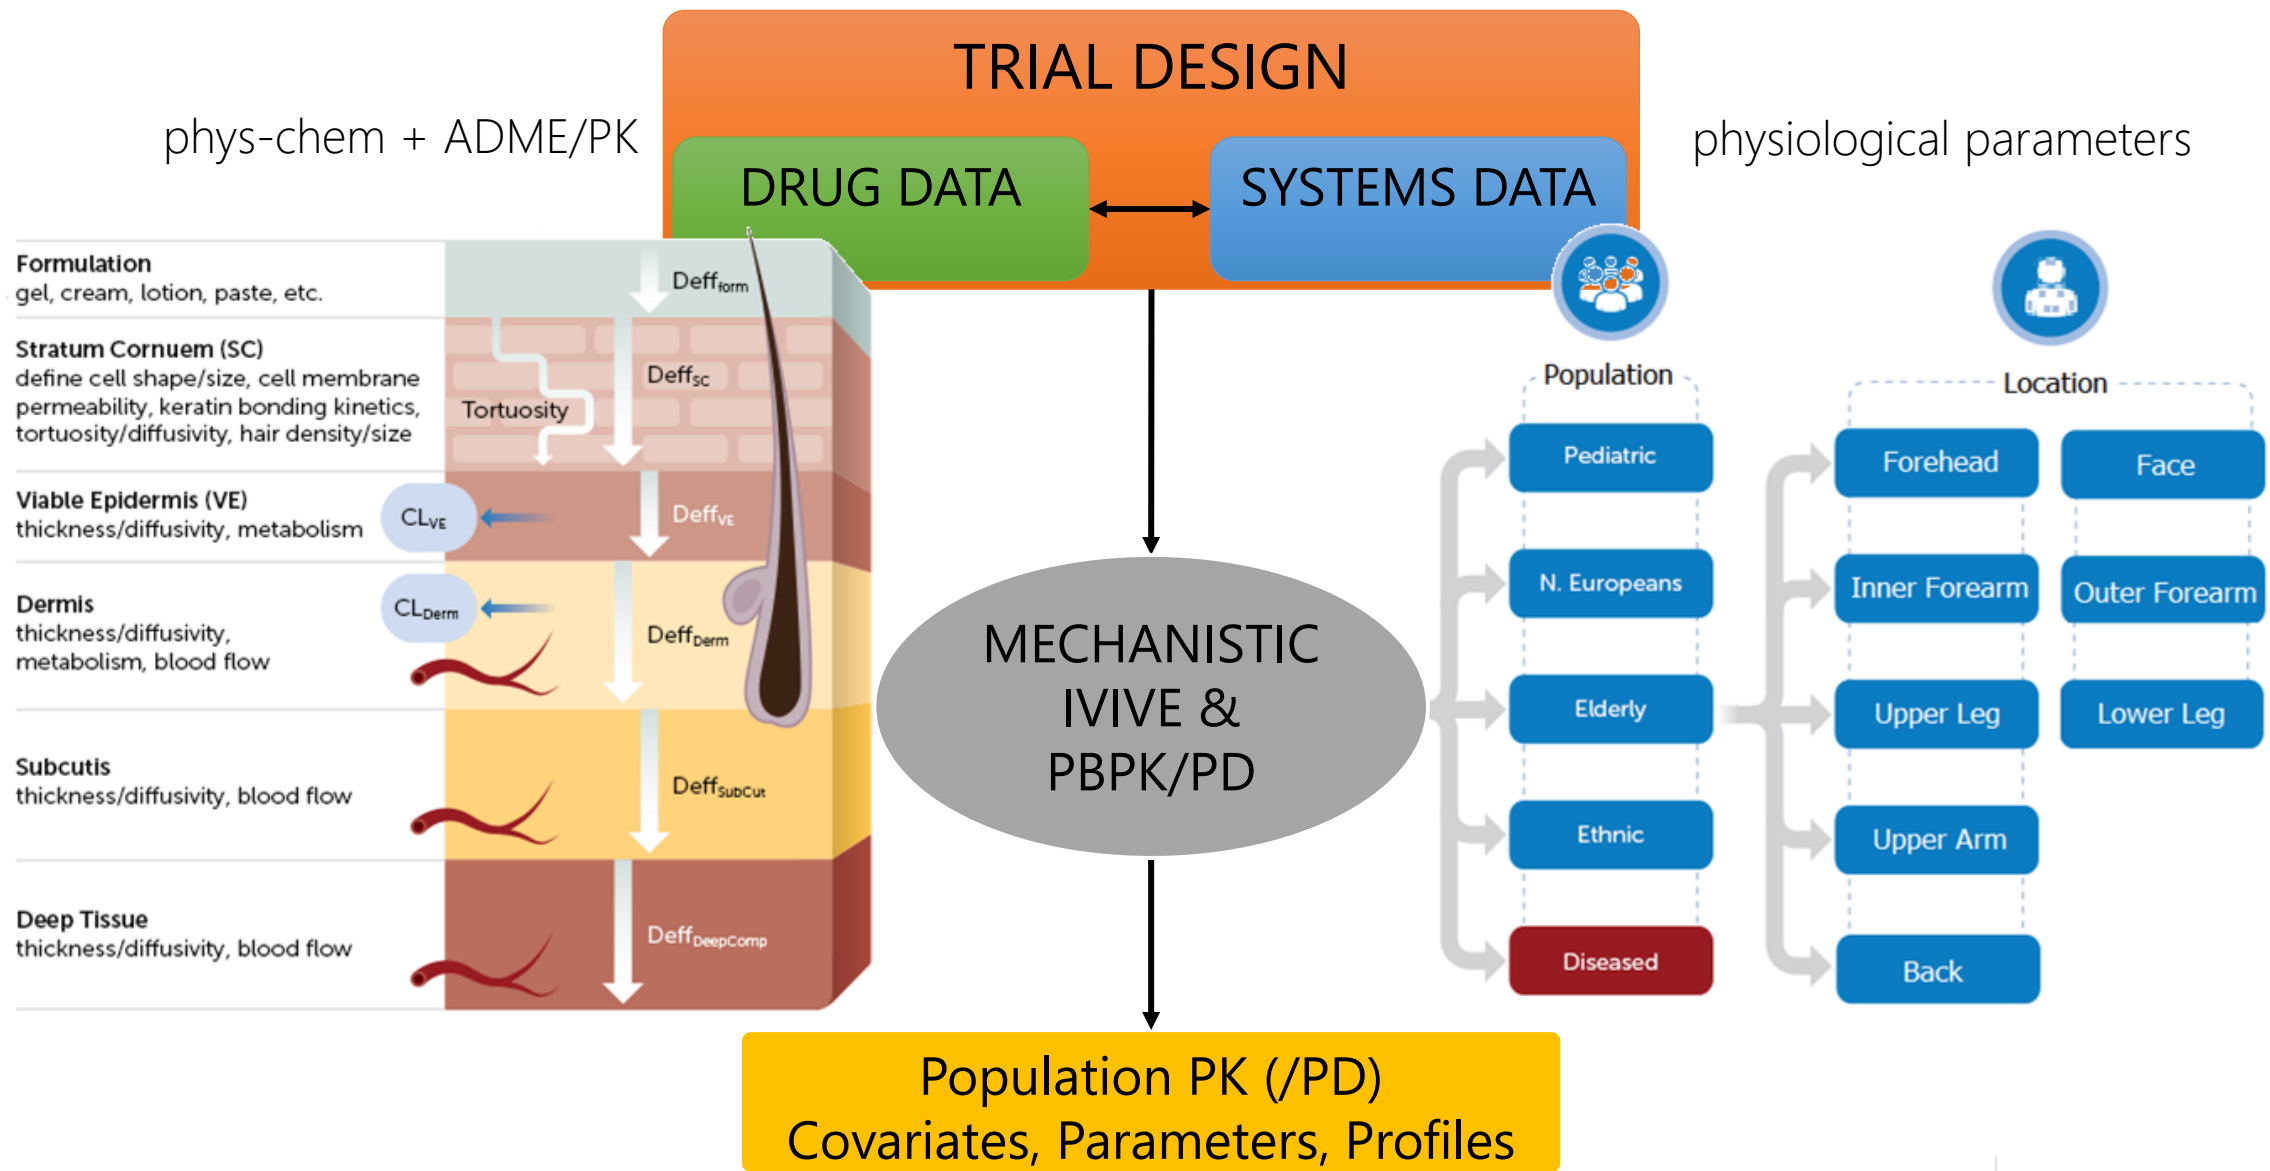 TRIAL DESIGN
phys-chem + ADME/PK
physiological parameters
DRUG DATA
SYSTEMS DATA
Formulation
gel, cream, lotion, paste, etc.
Stratum Cornuem (SC)
define cell shape/size, cell membrane
permeability, keratin bonding kinetics,
tortuosity/diffusivity, hair density/size
Viable Epidermis (VE)
thickness/diffusivity, metabolism
Dermis
thickness/diffusivity,
metabolism, blood flow
Subcutis
thickness/diffusivity, blood flow
Deep Tissue
thickness/diffusivity, blood flow
Deff form
Deff SC
Tortuosity
CL VE
Deff VE
CL Derm
Deff Derm
Deff SubCut
Deff DeepComp
MECHANISTIC
IVIVE &
PBPK/PD
Population
Pediatric
N. Europeans
Elderly
Ethnic
Diseased
Location
Forehead
Face
Inner Forearm
Outer Forearm
Upper Leg
Lower Leg
Upper Arm
Back
Population PK (/PD)
Covariates, Parameters, Profiles